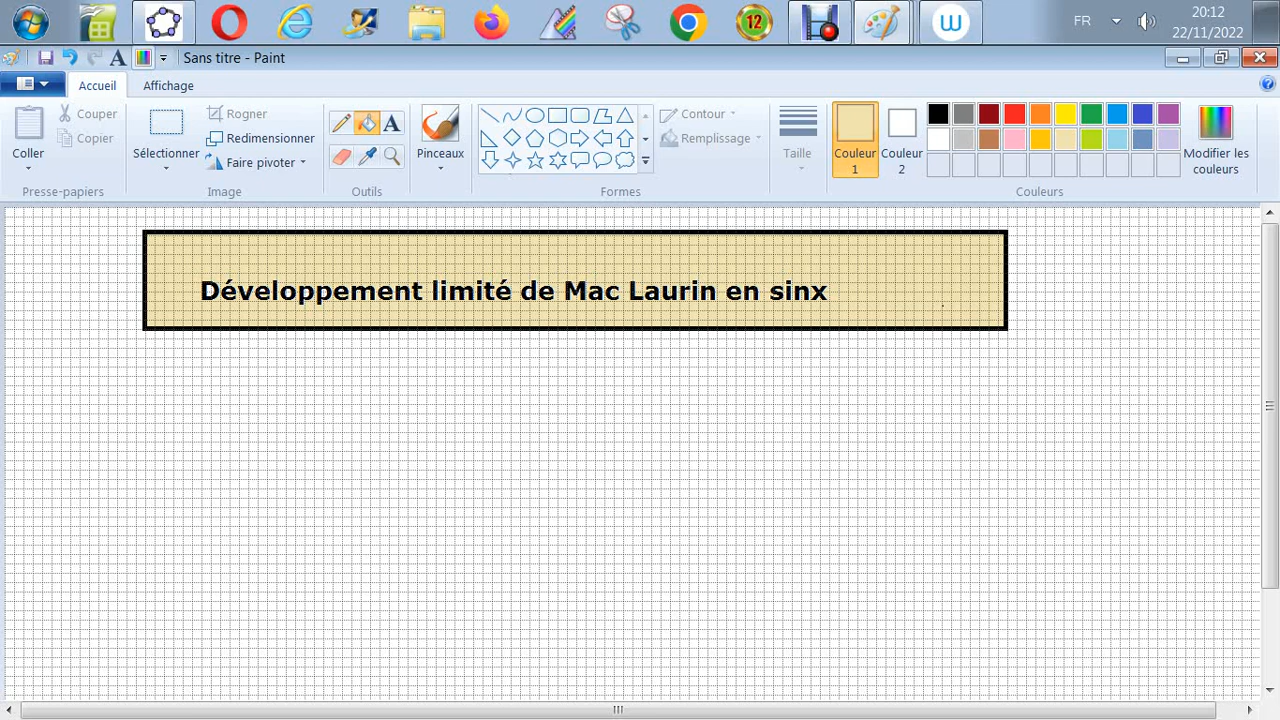 12
W
FR
20:12
22/11/2022
Sans titre - Paint
Accueil
Affichage
Coller
Couper
Copier
Presse-papiers
Sélectionner
Rogner
Redimensionner
Faire pivoter
Image
A
Outils
Pinceaux
Contour
Remplissage
Formes
Taille
Couleur 1
Couleur 2
Modifier les couleurs
Couleurs
Développement limité de Mac Laurin en sinx